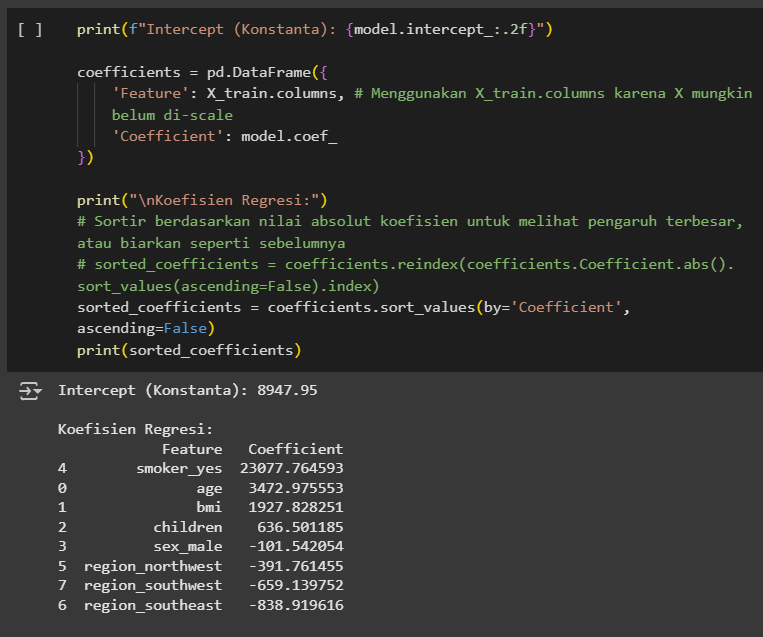 [ ] print(f"Intercept (Konstanta): {model.intercept_:.2f}")
coefficients = pd.DataFrame({
'Feature': X_train.columns, # Menggunakan X_train.columns karena X mungkin
belum di-scale
'Coefficient': model.coef_
})
print("\nKoefisien Regresi:")
# Sortir berdasarkan nilai absolut koefisien untuk melihat pengaruh terbesar,
atau biarkan seperti sebelumnya
# sorted_coefficients = coefficients.reindex(coefficients.Coefficient.abs().
sort_values(ascending=False).index)
sorted_coefficients = coefficients.sort_values(by='Coefficient',
ascending=False)
print(sorted_coefficients)
Intercept (Konstanta): 8947.95
Koefisien Regresi:
Feature Coefficient
4 smoker_yes 23077.764593
0 age 3472.975553
1 bmi 1927.828251
2 children 636.501185
3 sex_male -101.542054
5 region_northwest -391.761455
7 region_southwest -659.139752
6 region_southeast -838.919616